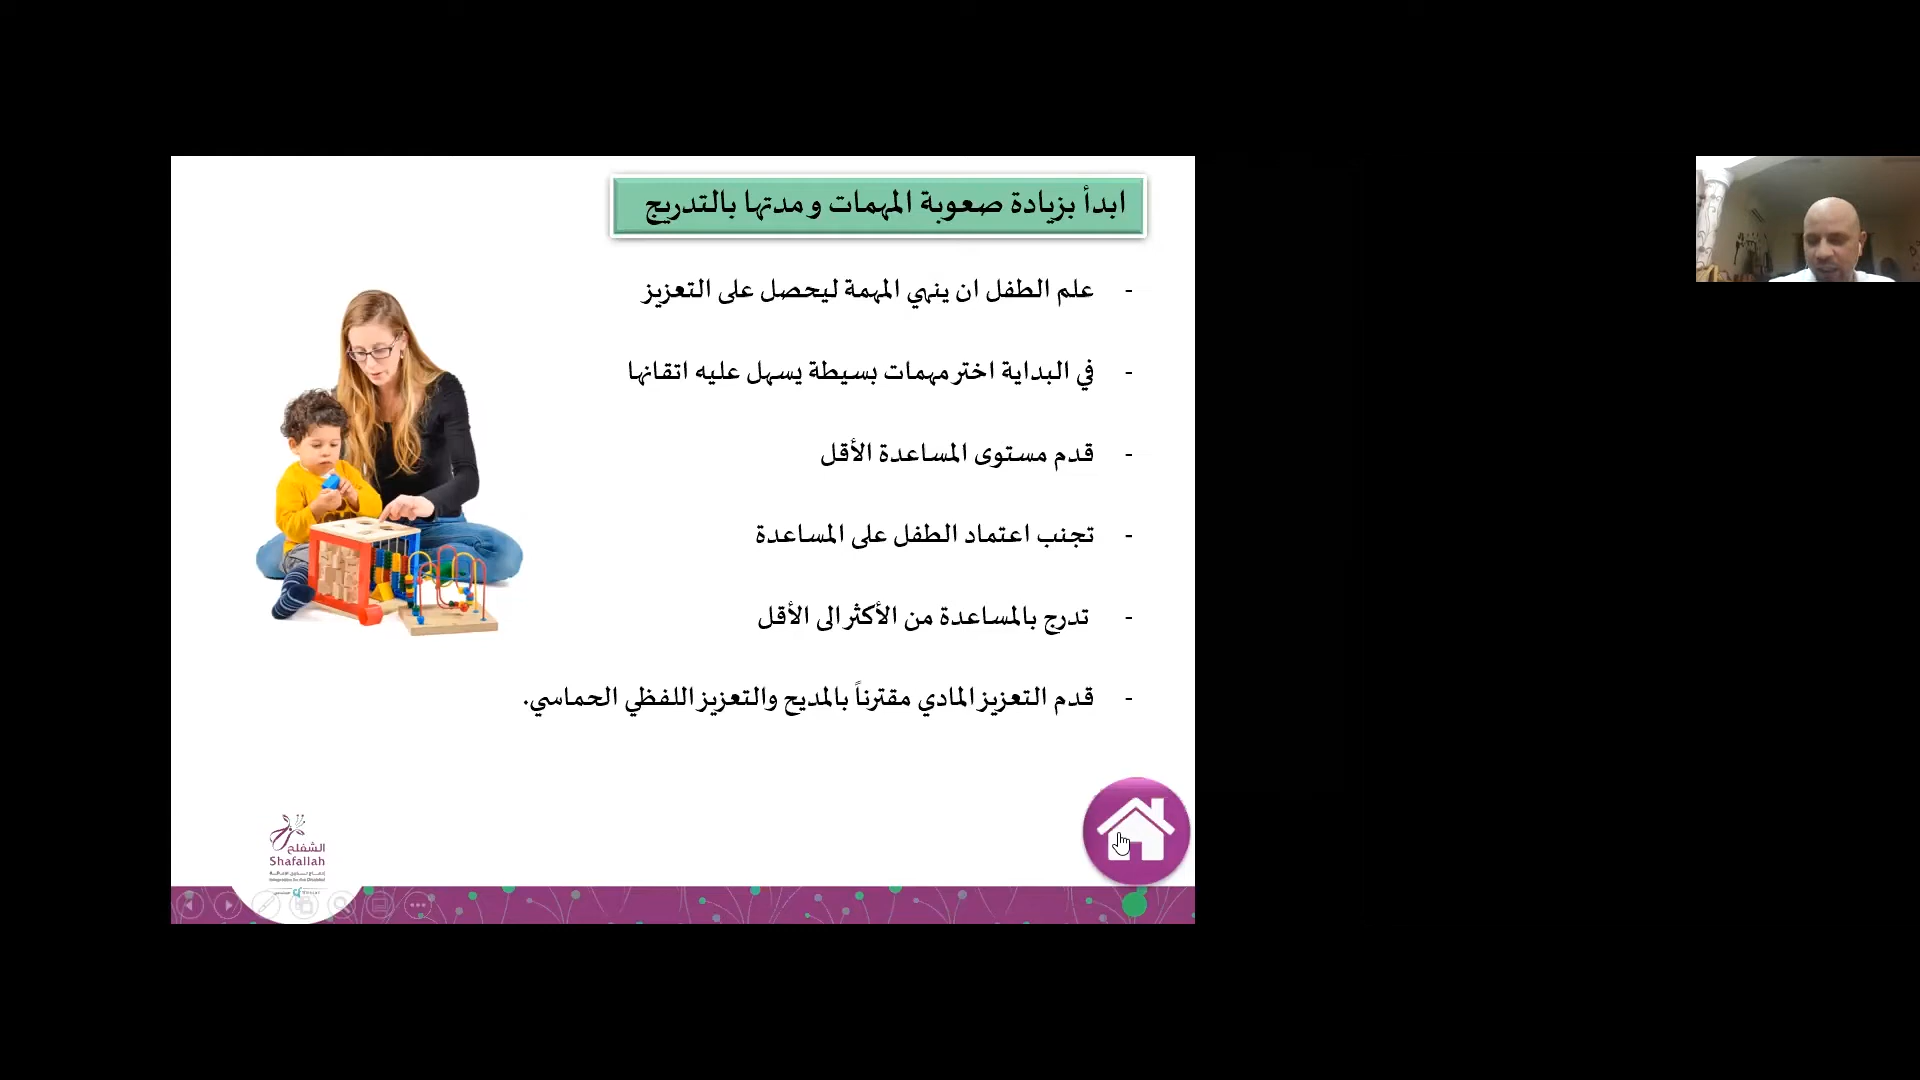 ابدأ بزيادة صعوبة المهمات ومدتها بالتدريج
- علم الطفل ان ينهي المهمة ليحصل على التعزيز
- في البداية اختر مهمات بسيطة يسهل عليه اتقانها
- قدم مستوى المساعدة الأقل
- تجنب اعتماد الطفل على المساعدة
- تدرج بالمساعدة من الأكثر الى الأقل
- قدم التعزيز المادي مقترناً بالمديح والتعزيز اللفظي الحماسي.
الشفلح
Shafallah